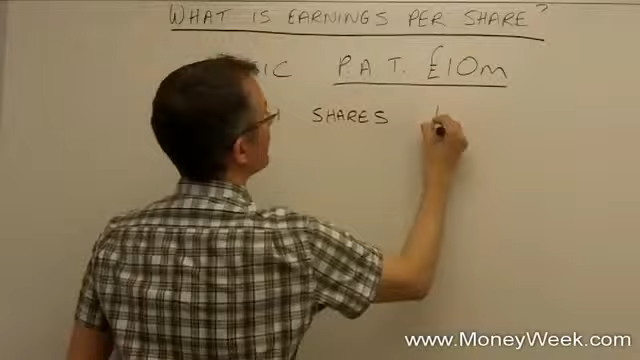 WHAT IS EARNINGS PER SHARE?
P.A.T. £10m
SHARES
www.MoneyWeek.com